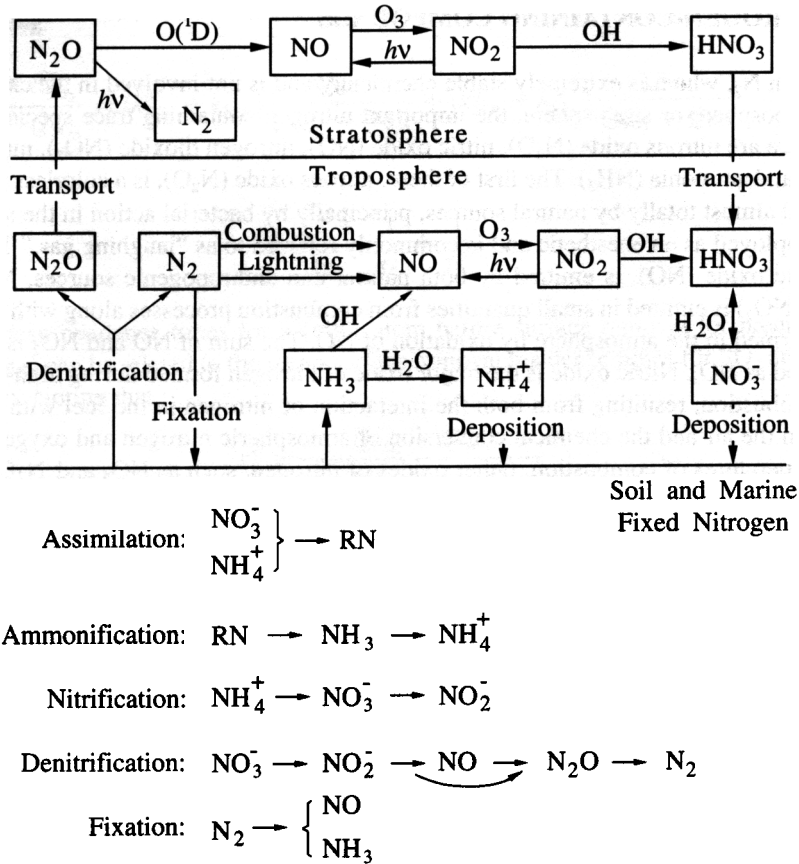 N₂O O(¹D) NO O₃ hν NO₂ OH HNO₃
hν N₂
Stratosphere
Troposphere
Transport Transport
N₂O N₂ Combustion Lightning NO O₃ hν NO₂ OH HNO₃
OH H₂O
Denitrification NH₃ H₂O NH₄⁺ NO₃⁻
Fixation Deposition Deposition
Soil and Marine
Fixed Nitrogen
Assimilation: NO₃⁻ NH₄⁺ } → RN
Ammonification: RN → NH₃ → NH₄⁺
Nitrification: NH₄⁺ → NO₃⁻ → NO₂⁻
Denitrification: NO₃⁻ → NO₂⁻ → NO → N₂O → N₂
Fixation: N₂ → { NO NH₃